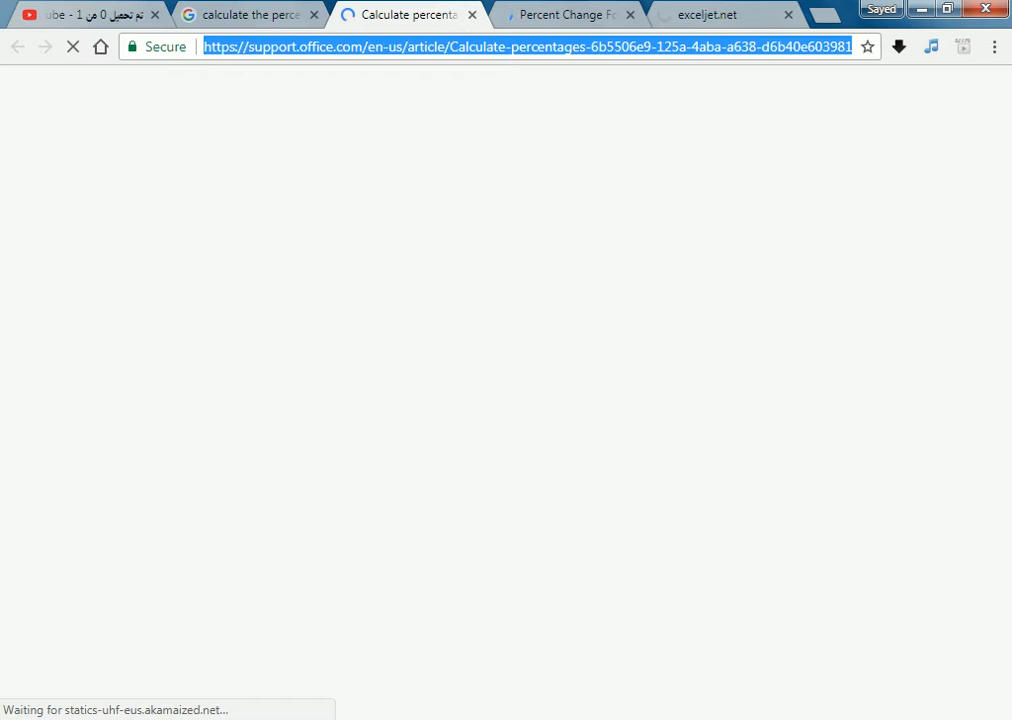 ube - 1 تم تحميل 0 من
calculate the perce
Calculate percenta
Percent Change Fo
exceljet.net
Sayed
Secure
https://support.office.com/en-us/article/Calculate-percentages-6b5506e9-125a-4aba-a638-d6b40e603981
Waiting for statics-uhf-eus.akamaized.net...